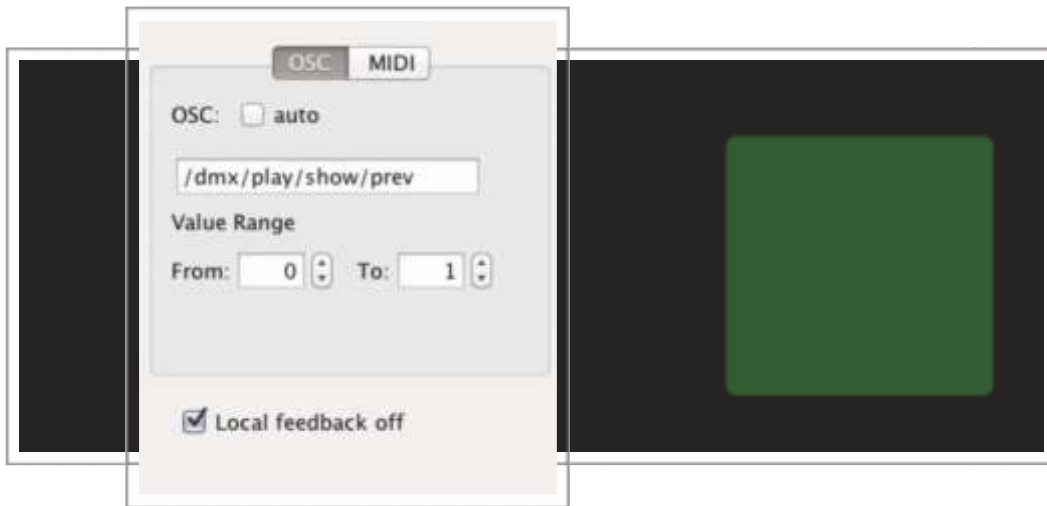 OSC MIDI
OSC: auto
/dmx/play/show/prev
Value Range
From: 0 To: 1
Local feedback off